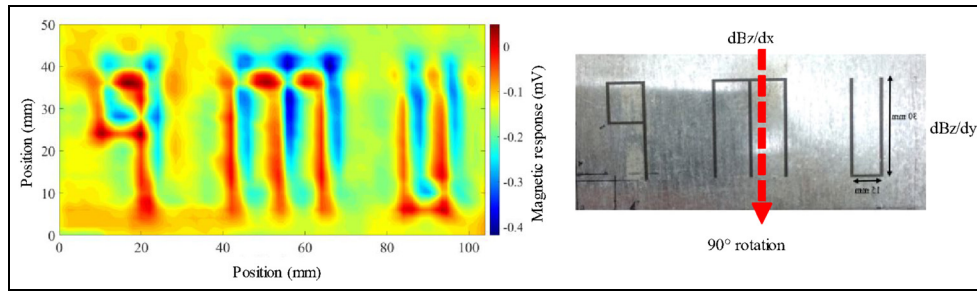 50
40
30
20
10
0
Position (mm)
0
20
40
60
80
100
Position (mm)
0
-0.1
-0.2
-0.3
-0.4
Magnetic response (mV)
dBz/dx
30 mm
dBz/dy
15 mm
90° rotation